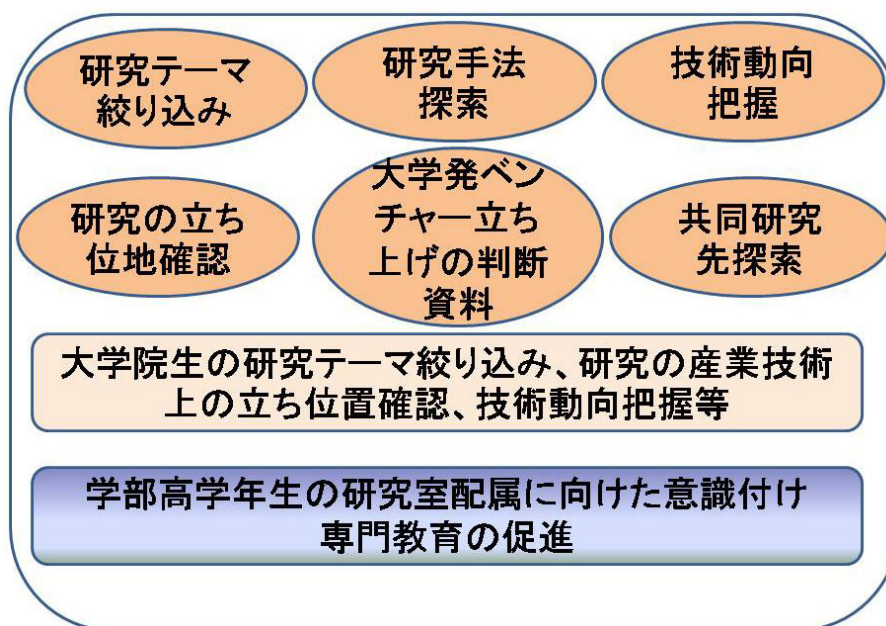 研究テーマ
絞り込み
研究手法
探索
技術動向
把握
研究の立ち
位地確認
大学発ベン
チャー立ち
上げの判断
資料
共同研究
先探索
大学院生の研究テーマ絞り込み、研究の産業技術
上の立ち位置確認、技術動向把握等
学部高学年生の研究室配属に向けた意識付け
専門教育の促進